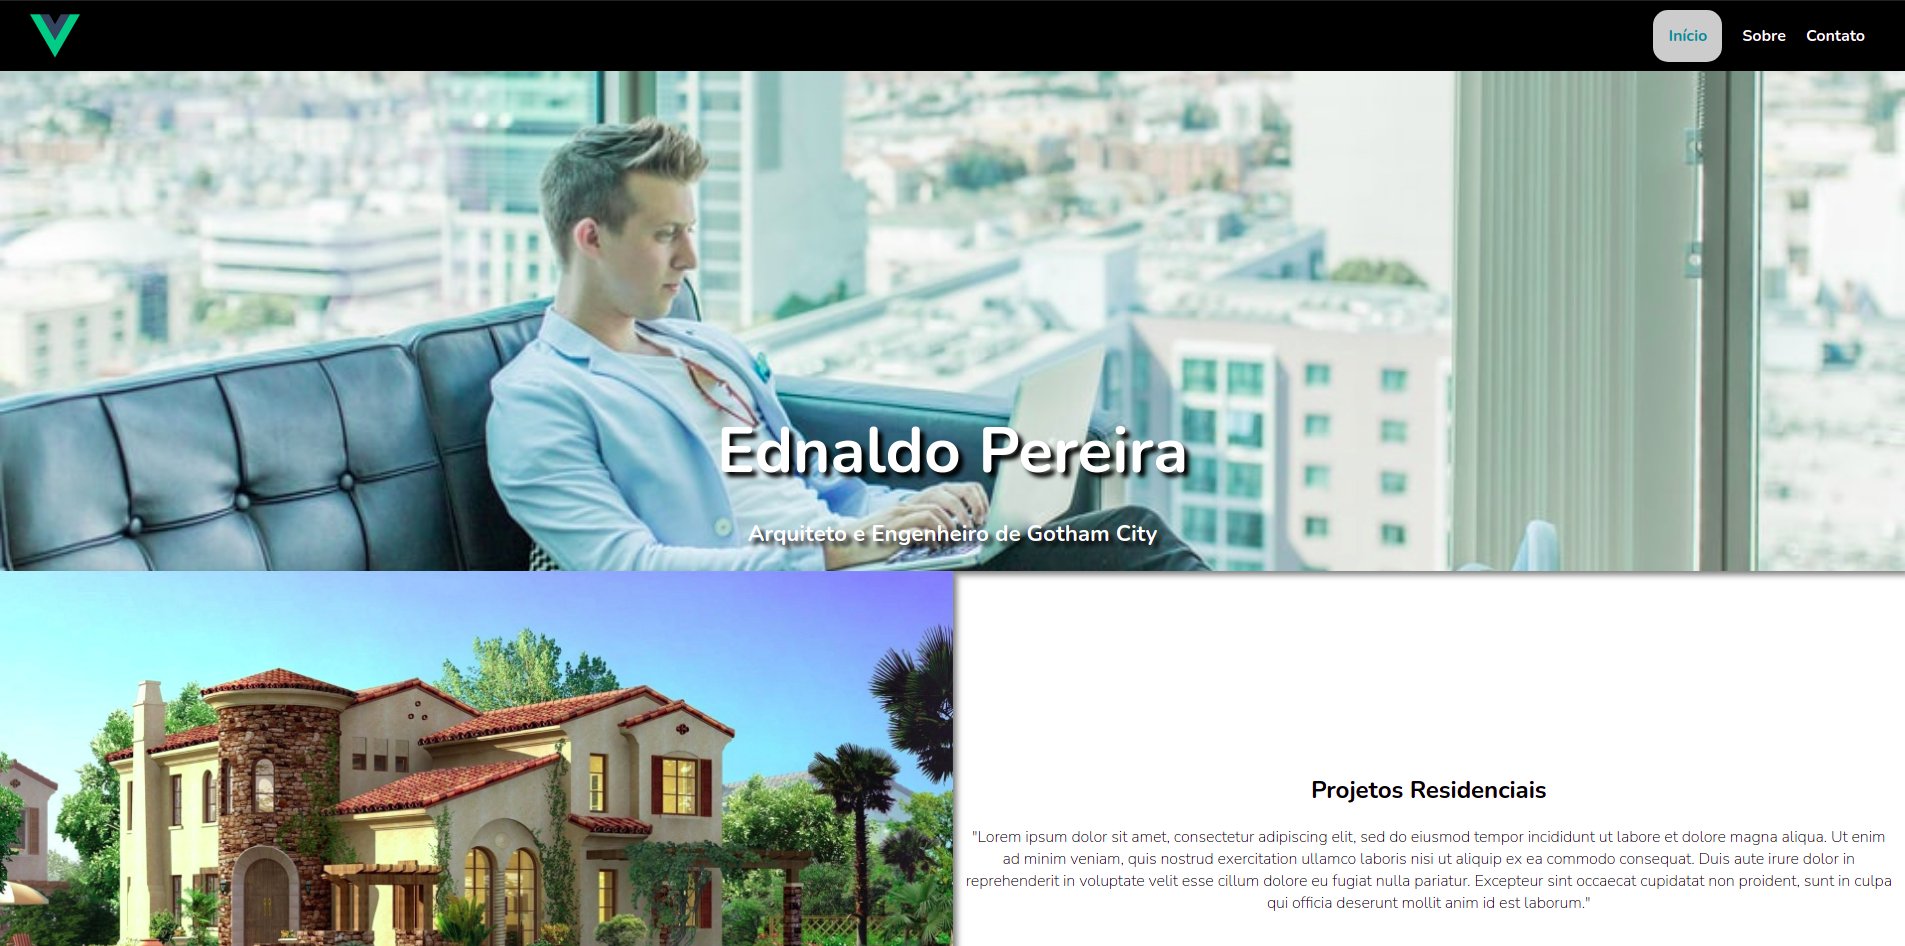 Início Sobre Contato
Ednaldo Pereira
Arquiteto e Engenheiro de Gotham City
Projetos Residenciais
"Lorem ipsum dolor sit amet, consectetur adipiscing elit, sed do eiusmod tempor incididunt ut labore et dolore magna aliqua. Ut enim
ad minim veniam, quis nostrud exercitation ullamco laboris nisi ut aliquip ex ea commodo consequat. Duis aute irure dolor in
reprehenderit in voluptate velit esse cillum dolore eu fugiat nulla pariatur. Excepteur sint occaecat cupidatat non proident, sunt in culpa
qui officia deserunt mollit anim id est laborum."